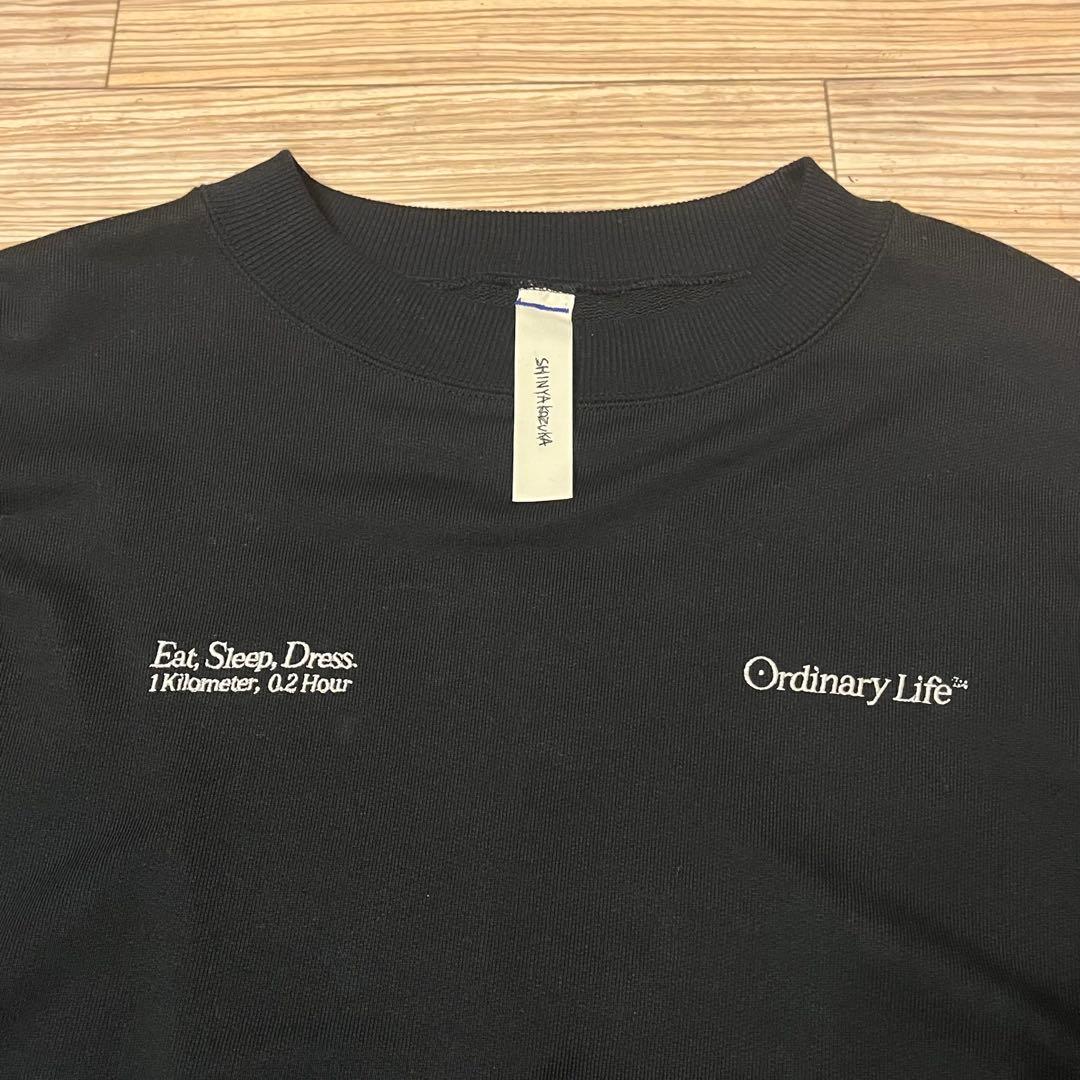 SHINYAKOZUKA
Eat, Sleep, Dress.
1 Kilometer, 0.2 Hour
Ordinary Life